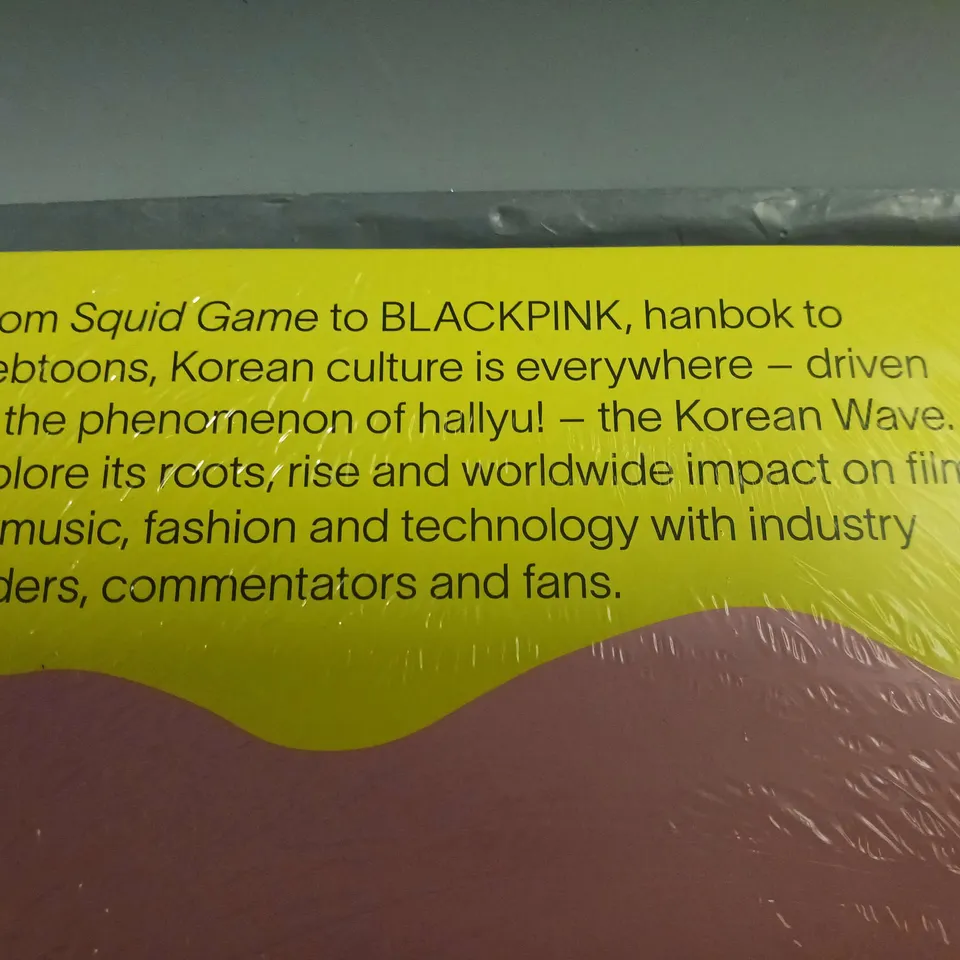 om Squid Game to BLACKPINK, hanbok to
ebtoons, Korean culture is everywhere – driven
the phenomenon of hallyu! – the Korean Wave.
plore its roots, rise and worldwide impact on film
music, fashion and technology with industry
ders, commentators and fans.